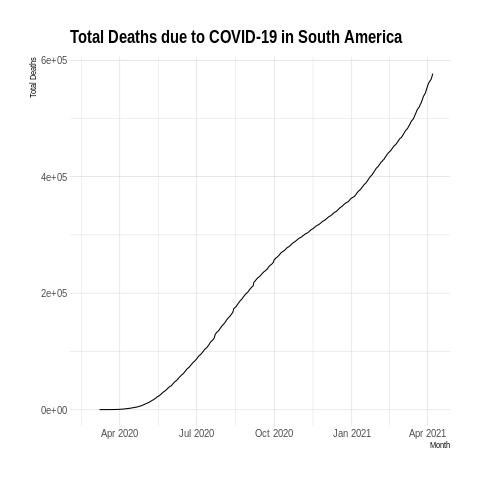 Total Deaths due to COVID-19 in South America
Total Deaths
6e+05
4e+05
2e+05
0e+00
Apr 2020 Jul 2020 Oct 2020 Jan 2021 Apr 2021
Month